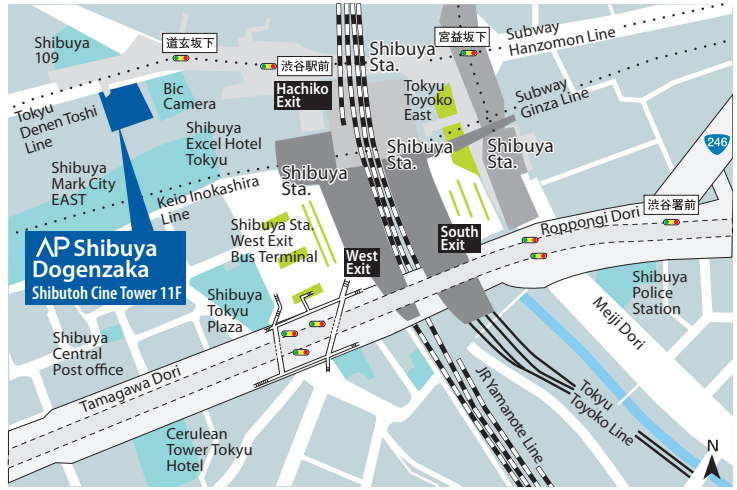 Shibuya
109
道玄坂下
渋谷駅前
Shibuya
Sta.
宮益坂下
Subway
Hanzomon Line
Hachiko
Exit
Bic
Camera
Tokyu
Toyoko
East
Subway
Ginza Line
246
Tokyu
Denen Toshi
Line
Shibuya
Excel Hotel
Tokyu
Shibuya
Sta.
Shibuya
Sta.
Shibuya
Sta.
Shibuya
Mark City
EAST
Keio Inokashira
Line
渋谷署前
Roppongi Dori
AP Shibuya
Dogenzaka
Shibutoh Cine Tower 11F
Shibuya Sta.
West Exit
Bus Terminal
West
Exit
South
Exit
Shibuya
Police
Station
Shibuya
Tokyu
Plaza
Meiji Dori
Shibuya
Central
Post office
Tamagawa Dori
JR Yamanote Line
Tokyu
Toyoko Line
Cerulean
Tower Tokyu
Hotel
N